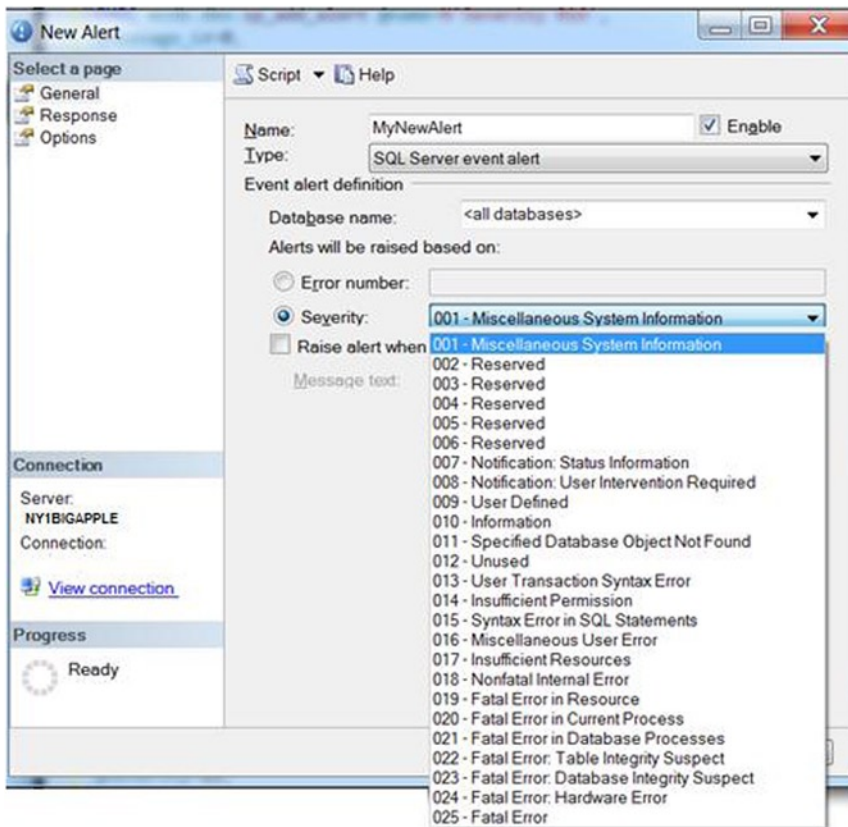 New Alert
Select a page
General
Response
Options
Script
Help
Name:
MyNewAlert
Enable
Type:
SQL Server event alert
Event alert definition
Database name:
<all databases>
Alerts will be raised based on:
Error number:
Severity:
001 - Miscellaneous System Information
Raise alert when
Message text:
001 - Miscellaneous System Information
002 - Reserved
003 - Reserved
004 - Reserved
005 - Reserved
006 - Reserved
007 - Notification: Status Information
008 - Notification: User Intervention Required
009 - User Defined
010 - Information
011 - Specified Database Object Not Found
012 - Unused
013 - User Transaction Syntax Error
014 - Insufficient Permission
015 - Syntax Error in SQL Statements
016 - Miscellaneous User Error
017 - Insufficient Resources
018 - Nonfatal Internal Error
019 - Fatal Error in Resource
020 - Fatal Error in Current Process
021 - Fatal Error in Database Processes
022 - Fatal Error: Table Integrity Suspect
023 - Fatal Error: Database Integrity Suspect
024 - Fatal Error: Hardware Error
025 - Fatal Error
Connection
Server:
NY1BIGAPPLE
Connection:
View connection
Progress
Ready